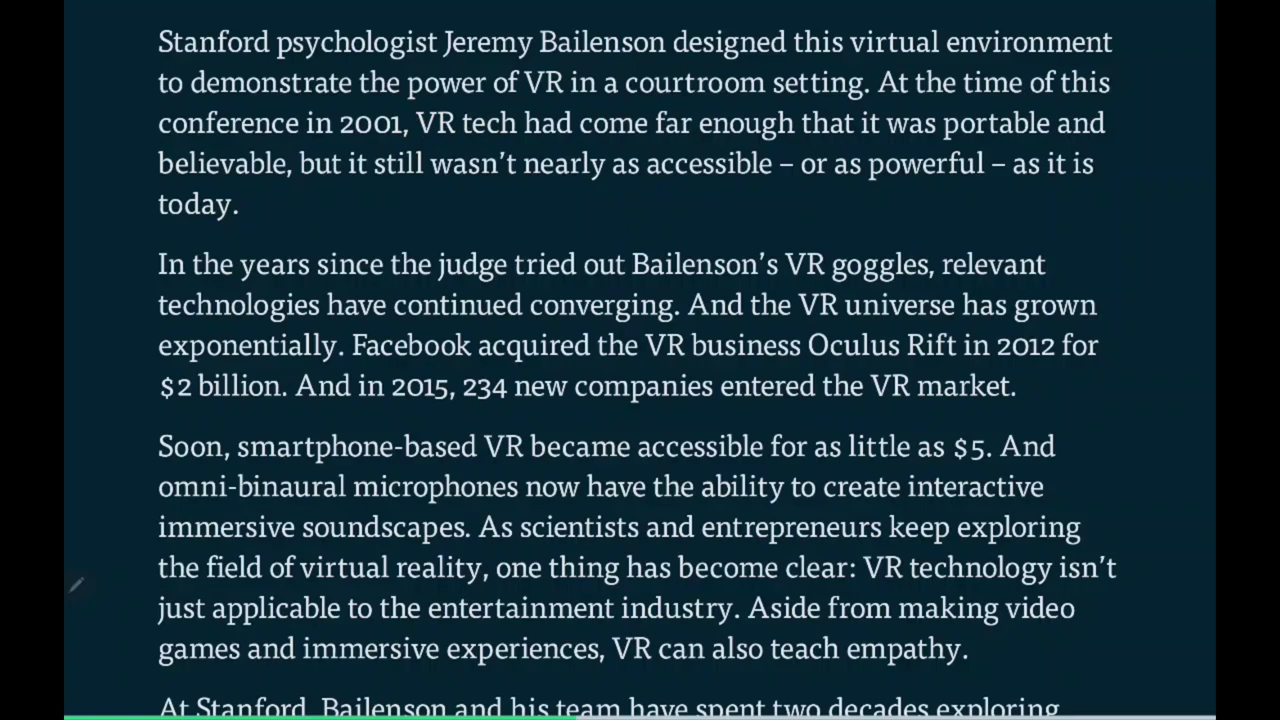 Stanford psychologist Jeremy Bailenson designed this virtual environment
to demonstrate the power of VR in a courtroom setting. At the time of this
conference in 2001, VR tech had come far enough that it was portable and
believable, but it still wasn’t nearly as accessible – or as powerful – as it is
today.
In the years since the judge tried out Bailenson’s VR goggles, relevant
technologies have continued converging. And the VR universe has grown
exponentially. Facebook acquired the VR business Oculus Rift in 2012 for
$2 billion. And in 2015, 234 new companies entered the VR market.
Soon, smartphone-based VR became accessible for as little as $5. And
omni-binaural microphones now have the ability to create interactive
immersive soundscapes. As scientists and entrepreneurs keep exploring
the field of virtual reality, one thing has become clear: VR technology isn’t
just applicable to the entertainment industry. Aside from making video
games and immersive experiences, VR can also teach empathy.
At Stanford, Bailenson and his team have spent two decades exploring